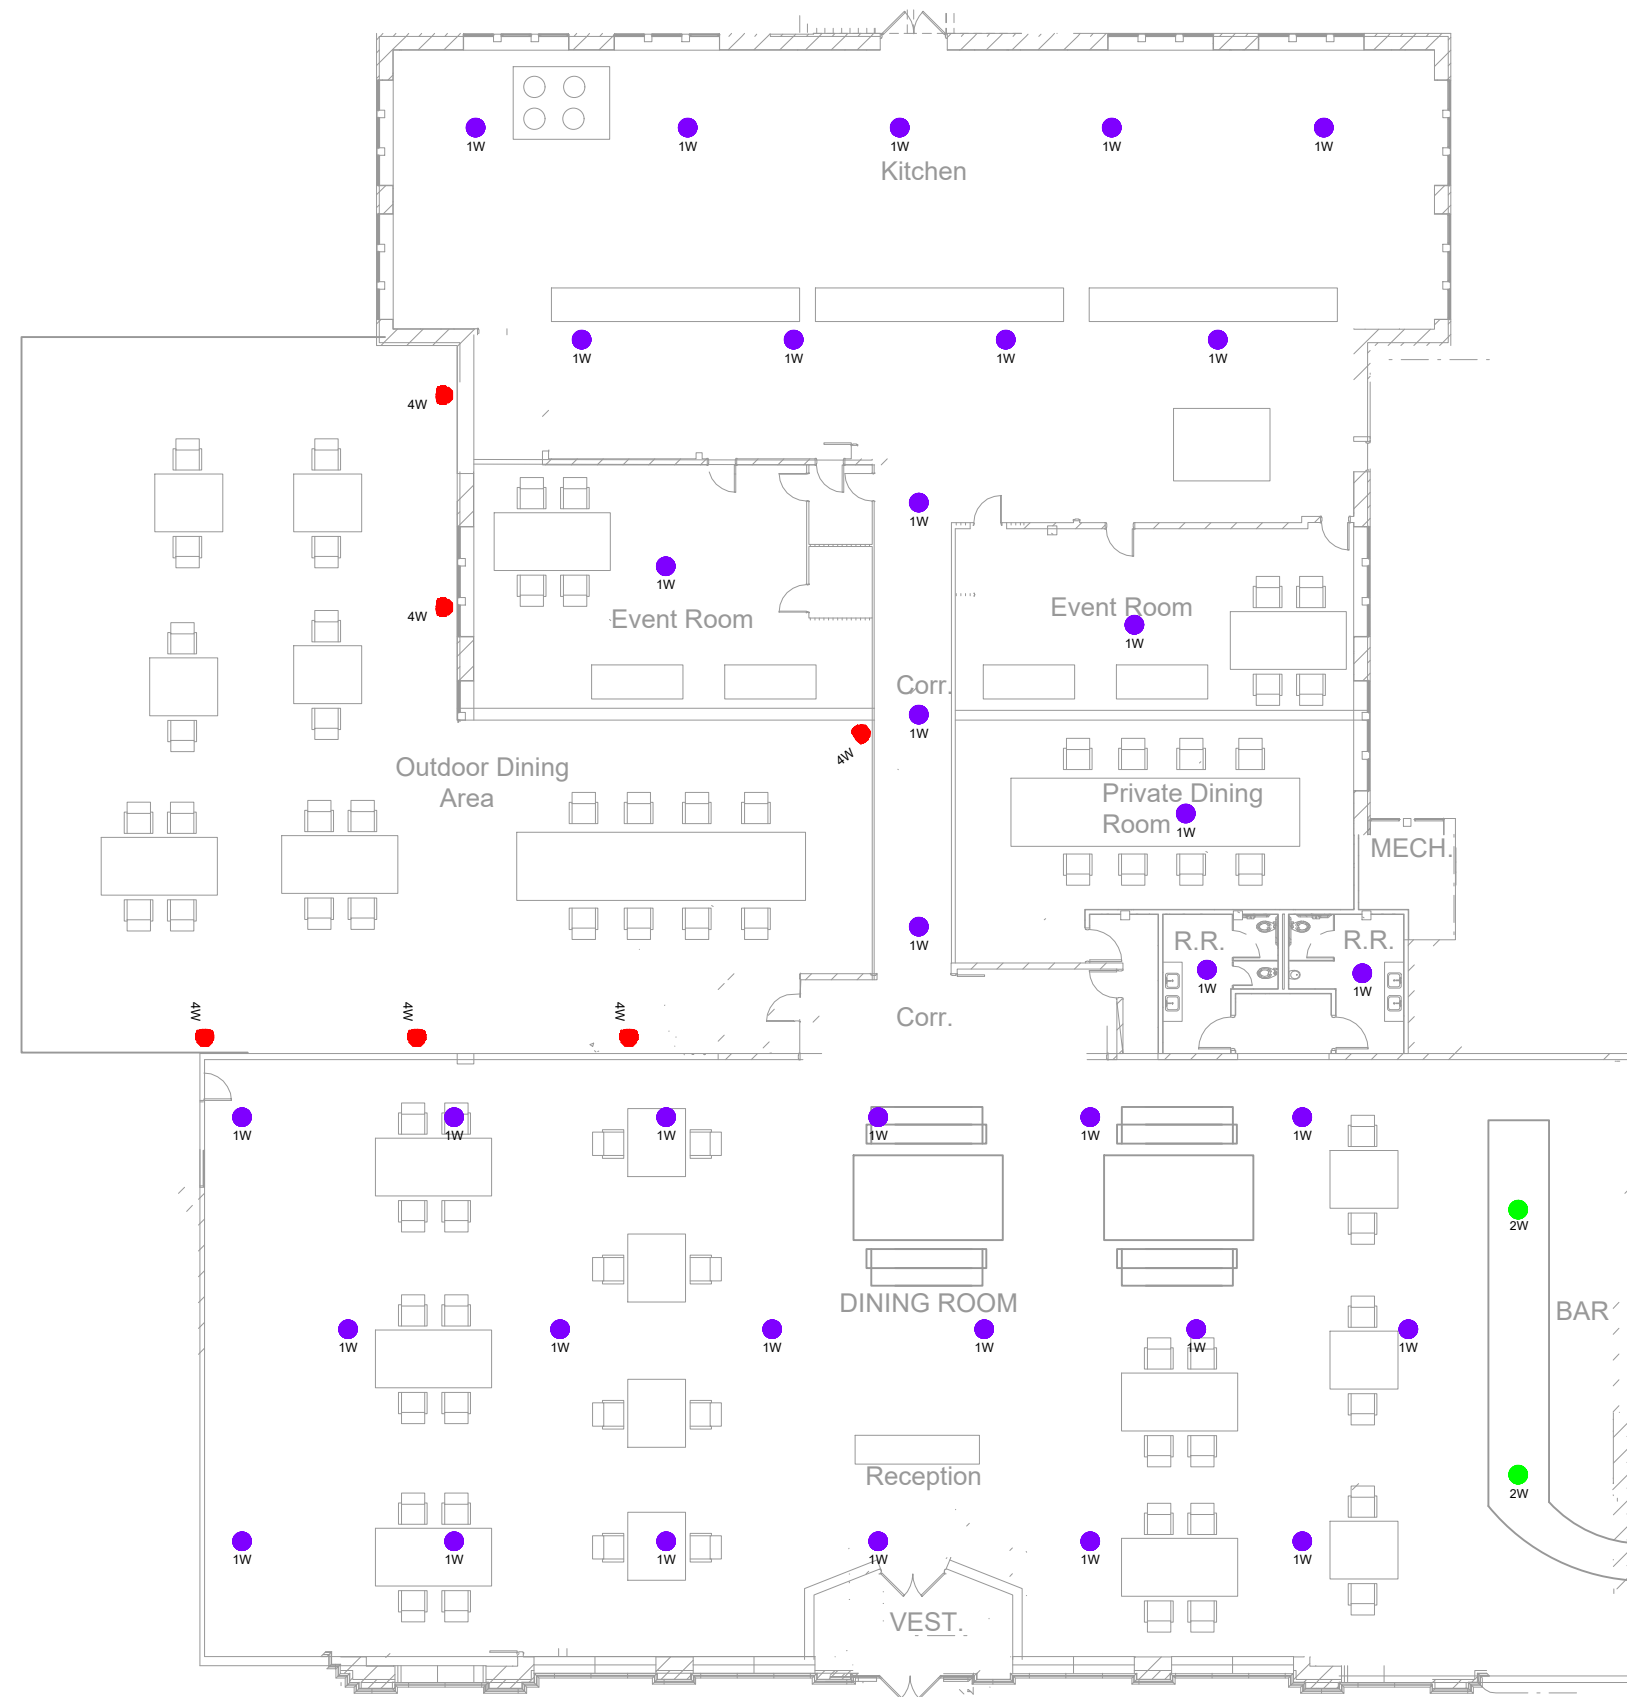 1W 1W 1W 1W 1W
Kitchen
1W 1W 1W 1W
4W
1W
1W
4W
Event Room
Event Room
1W
Corr.
1W
4W
Outdoor Dining
Area
Private Dining
Room
1W
MECH.
1W
R.R.
R.R.
1W
1W
4W 4W 4W
Corr.
1W 1W 1W 1W 1W 1W
2W
DINING ROOM
BAR
1W 1W 1W 1W 1W 1W
Reception
2W
1W 1W 1W 1W 1W 1W
VEST.